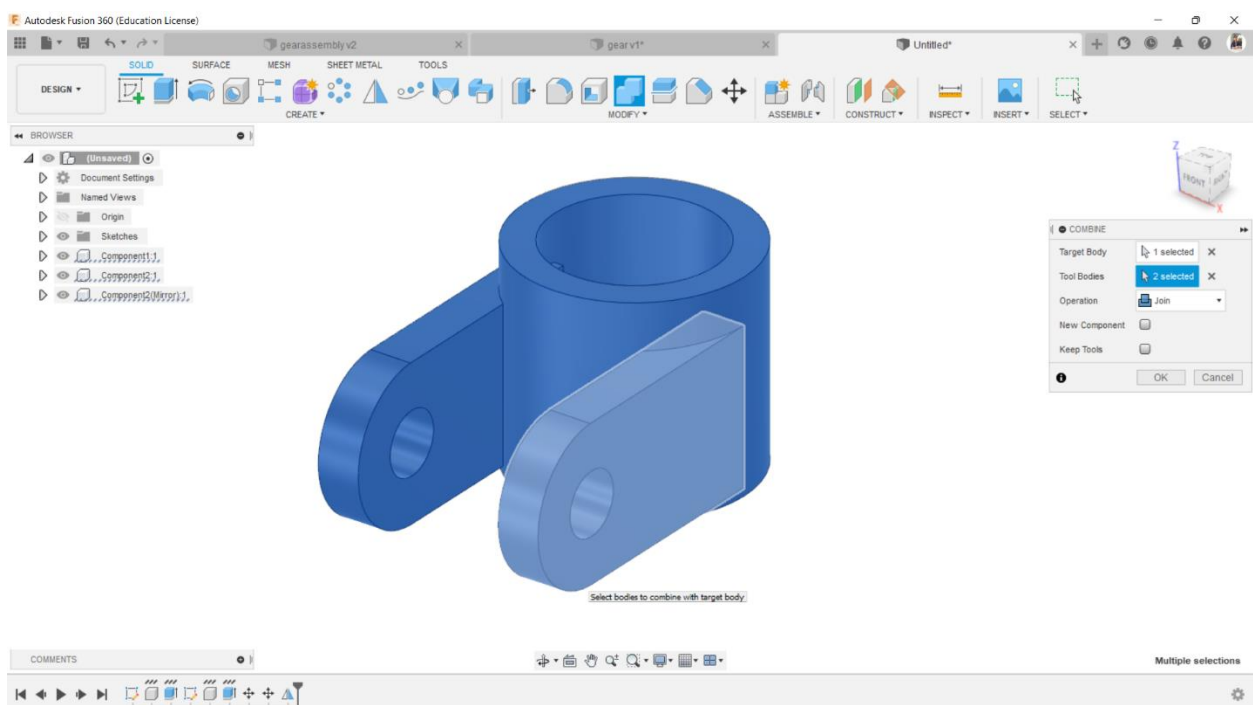 Autodesk Fusion 360 (Education License)
gearassembly v2
gear v1*
Untitled*
SOLID SURFACE MESH SHEET METAL TOOLS
DESIGN
CREATE MODIFY ASSEMBLE CONSTRUCT INSPECT INSERT SELECT
BROWSER
(Unsaved)
Document Settings
Named Views
Origin
Sketches
Component1:1
Component2:1
Component2(Mirror):1
Z
FRONT
X
COMBINE
Target Body 1 selected
Tool Bodies 2 selected
Operation Join
New Component
Keep Tools
OK Cancel
Select bodies to combine with target body
COMMENTS
Multiple selections